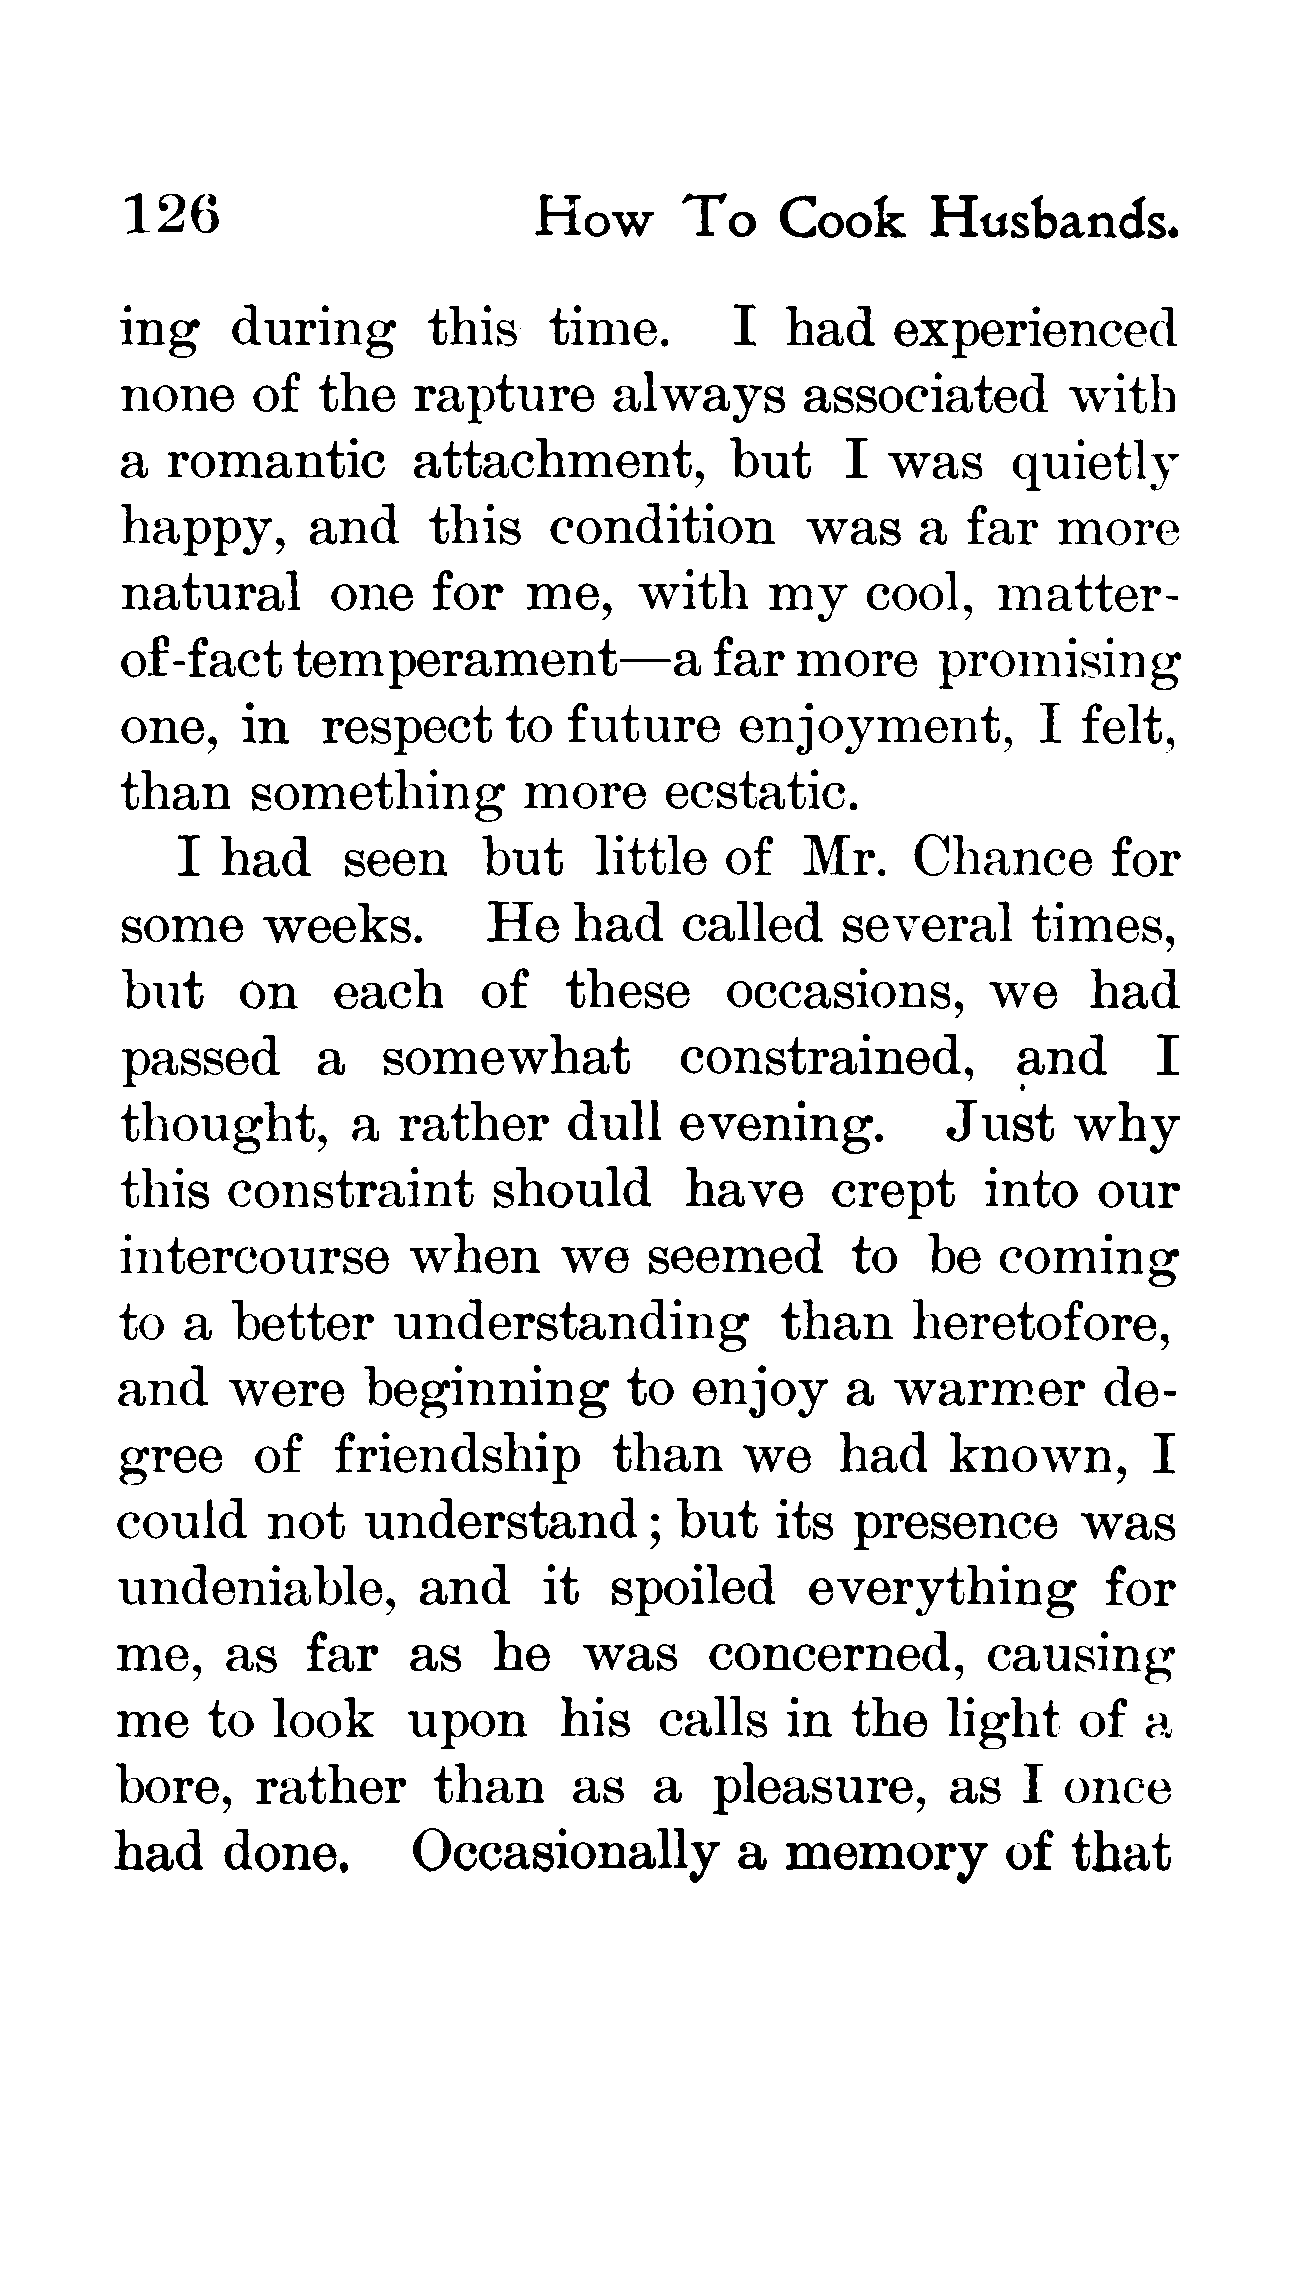 126 How To Cook Husbands.
ing during this time. I had experienced
none of the rapture always associated with
a romantic attachment, but I was quietly
happy, and this condition was a far more
natural one for me, with my cool, matter-
of-fact temperament—a far more promising
one, in respect to future enjoyment, I felt,
than something more ecstatic.
I had seen but little of Mr. Chance for
some weeks. He had called several times,
but on each of these occasions, we had
passed a somewhat constrained, and I
thought, a rather dull evening. Just why
this constraint should have crept into our
intercourse when we seemed to be coming
to a better understanding than heretofore,
and were beginning to enjoy a warmer de-
gree of friendship than we had known, I
could not understand; but its presence was
undeniable, and it spoiled everything for
me, as far as he was concerned, causing
me to look upon his calls in the light of a
bore, rather than as a pleasure, as I once
had done. Occasionally a memory of that